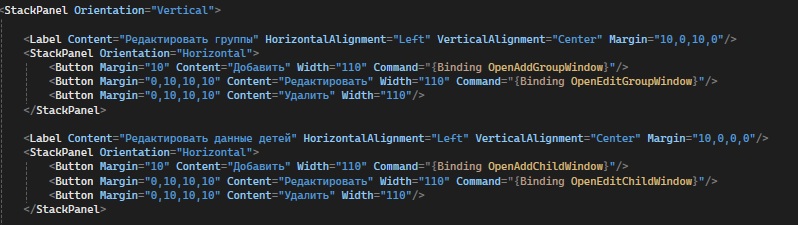 <StackPanel Orientation="Vertical">
<Label Content="Редактировать группы" HorizontalAlignment="Left" VerticalAlignment="Center" Margin="10,0,10,0"/>
<StackPanel Orientation="Horizontal">
<Button Margin="10" Content="Добавить" Width="110" Command="{Binding OpenAddGroupWindow}"/>
<Button Margin="0,10,10,10" Content="Редактировать" Width="110" Command="{Binding OpenEditGroupWindow}"/>
<Button Margin="0,10,10,10" Content="Удалить" Width="110"/>
</StackPanel>
<Label Content="Редактировать данные детей" HorizontalAlignment="Left" VerticalAlignment="Center" Margin="10,0,0,0"/>
<StackPanel Orientation="Horizontal">
<Button Margin="10" Content="Добавить" Width="110" Command="{Binding OpenAddChildWindow}"/>
<Button Margin="0,10,10,10" Content="Редактировать" Width="110" Command="{Binding OpenEditChildWindow}"/>
<Button Margin="0,10,10,10" Content="Удалить" Width="110"/>
</StackPanel>